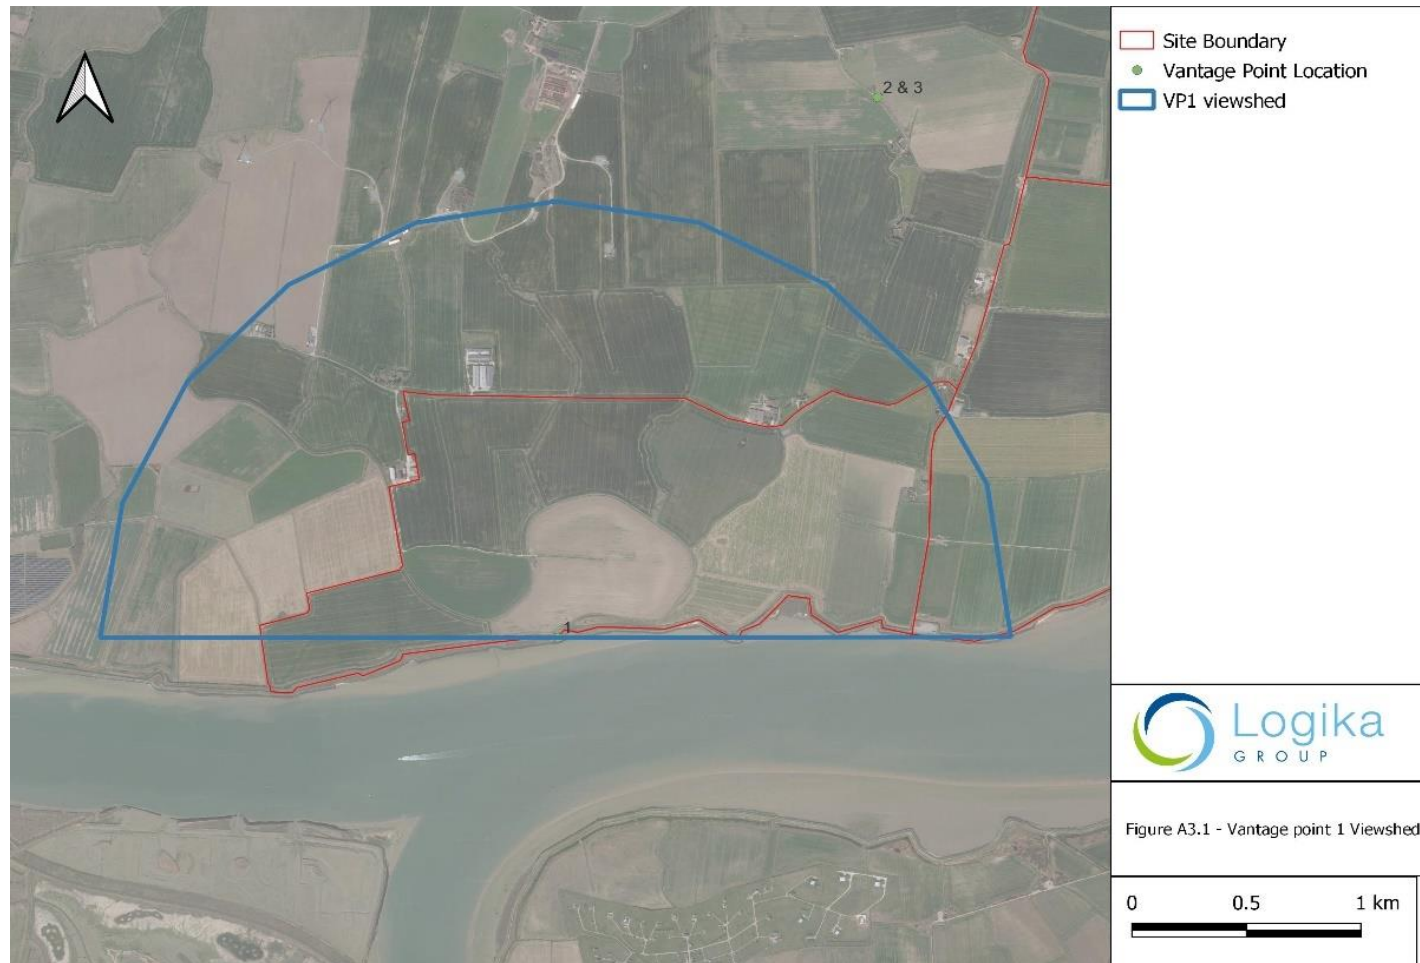 Site Boundary
Vantage Point Location
VP1 viewshed
2 & 3
1
Logika
GROUP
Figure A3.1 - Vantage point 1 Viewshed
0 0.5 1 km